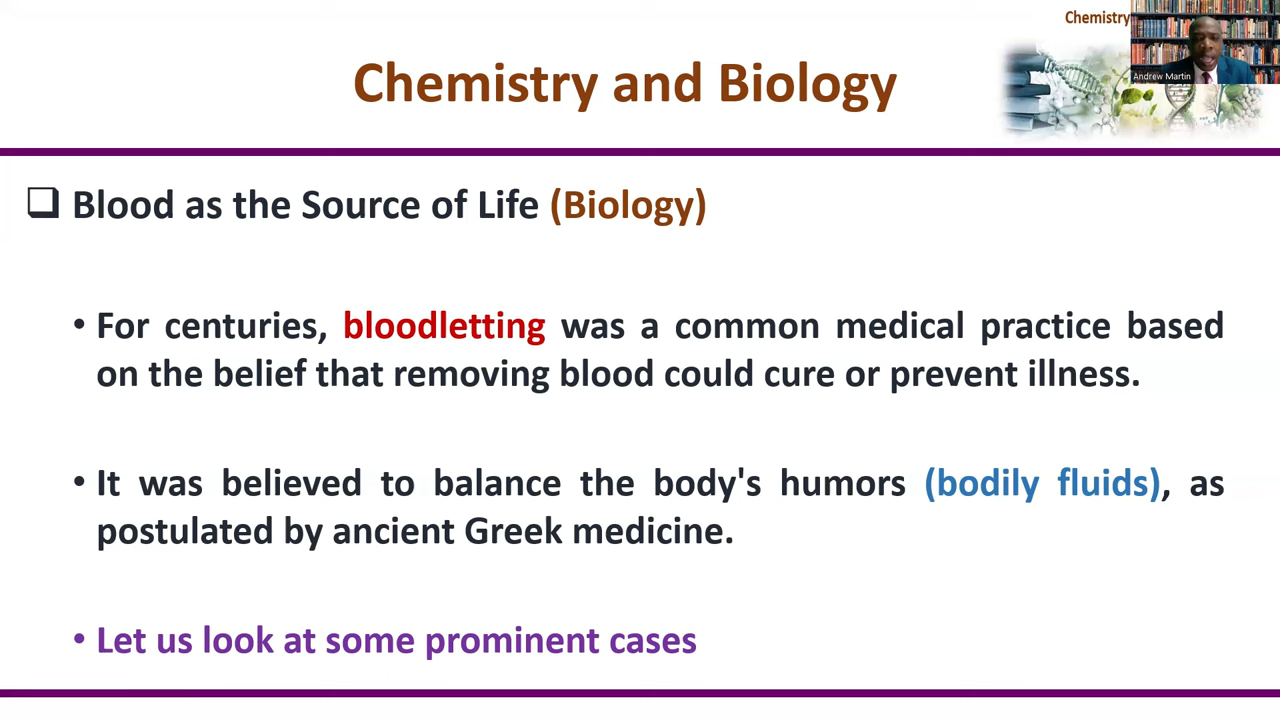 Chemistry
Andrew Martin
Chemistry and Biology
Blood as the Source of Life (Biology)
• For centuries, bloodletting was a common medical practice based
on the belief that removing blood could cure or prevent illness.
• It was believed to balance the body's humors (bodily fluids), as
postulated by ancient Greek medicine.
• Let us look at some prominent cases